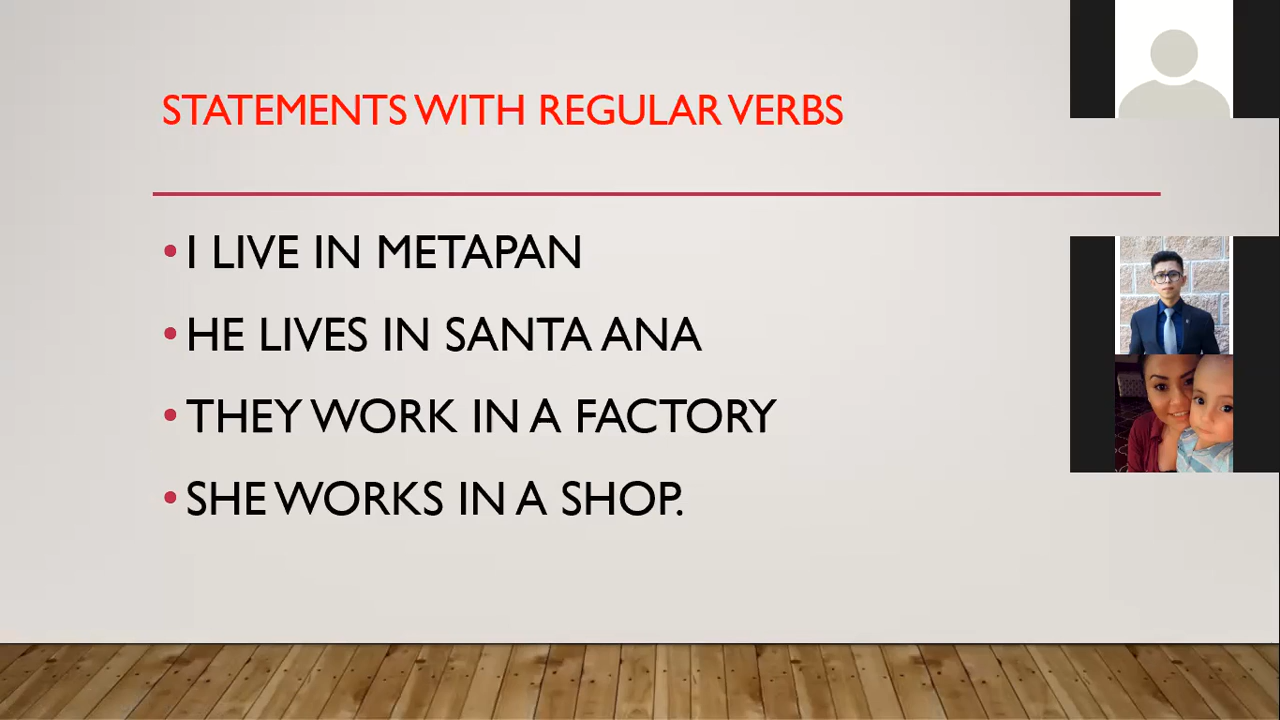 STATEMENTS WITH REGULAR VERBS
• I LIVE IN METAPAN
• HE LIVES IN SANTA ANA
• THEY WORK IN A FACTORY
• SHE WORKS IN A SHOP.